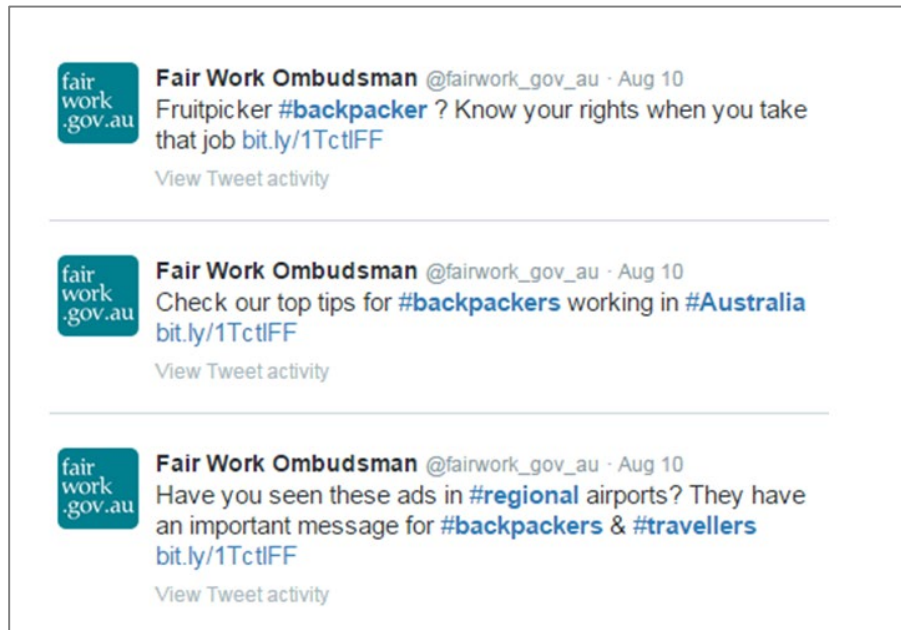 fair
work
.gov.au
Fair Work Ombudsman @fairwork_gov_au · Aug 10
Fruitpicker #backpacker ? Know your rights when you take
that job bit.ly/1TctlFF
View Tweet activity
fair
work
.gov.au
Fair Work Ombudsman @fairwork_gov_au · Aug 10
Check our top tips for #backpackers working in #Australia
bit.ly/1TctlFF
View Tweet activity
fair
work
.gov.au
Fair Work Ombudsman @fairwork_gov_au · Aug 10
Have you seen these ads in #regional airports? They have
an important message for #backpackers & #travellers
bit.ly/1TctlFF
View Tweet activity